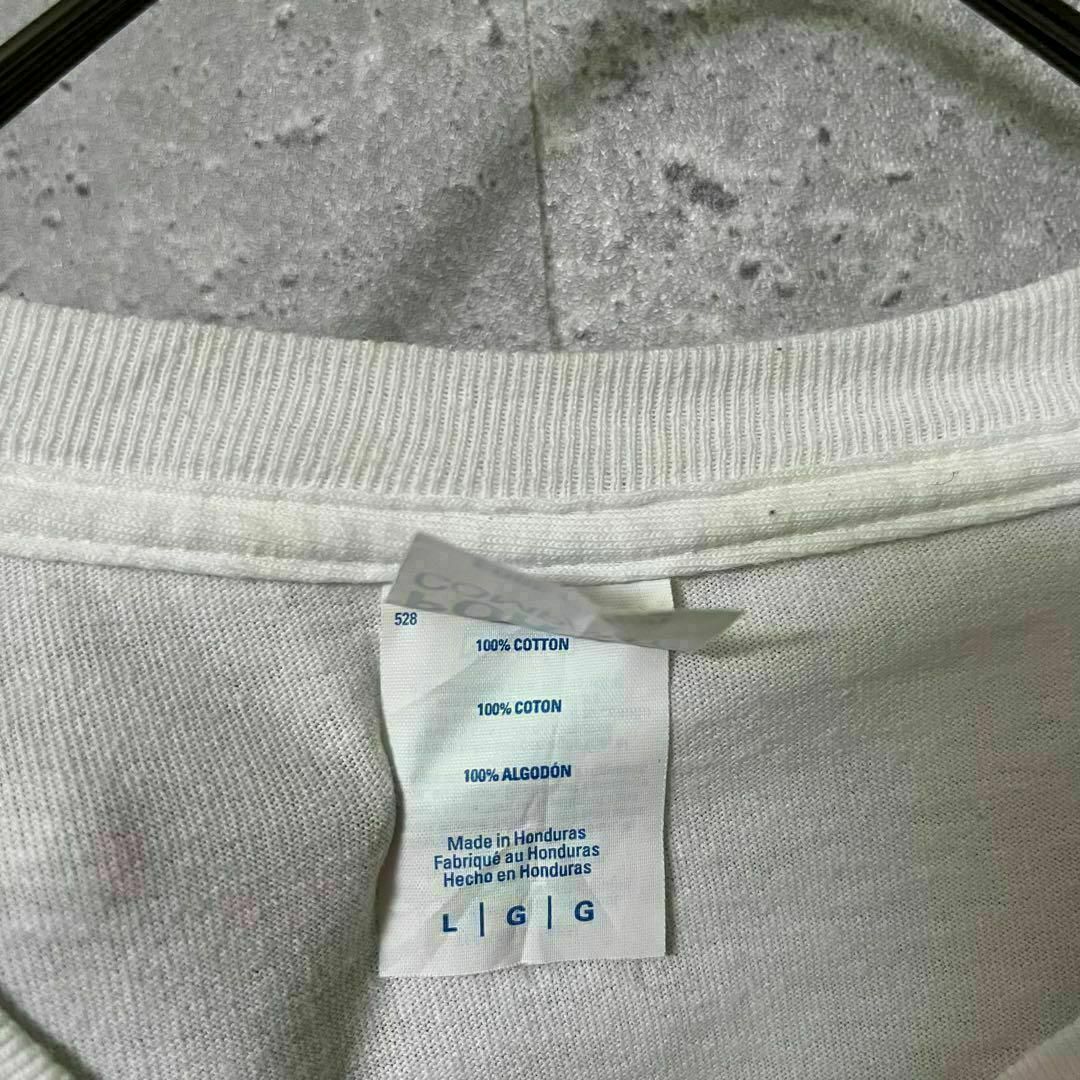 528
100% COTTON
100% COTON
100% ALGODÓN
Made in Honduras
Fabriqué au Honduras
Hecho en Honduras
L | G | G